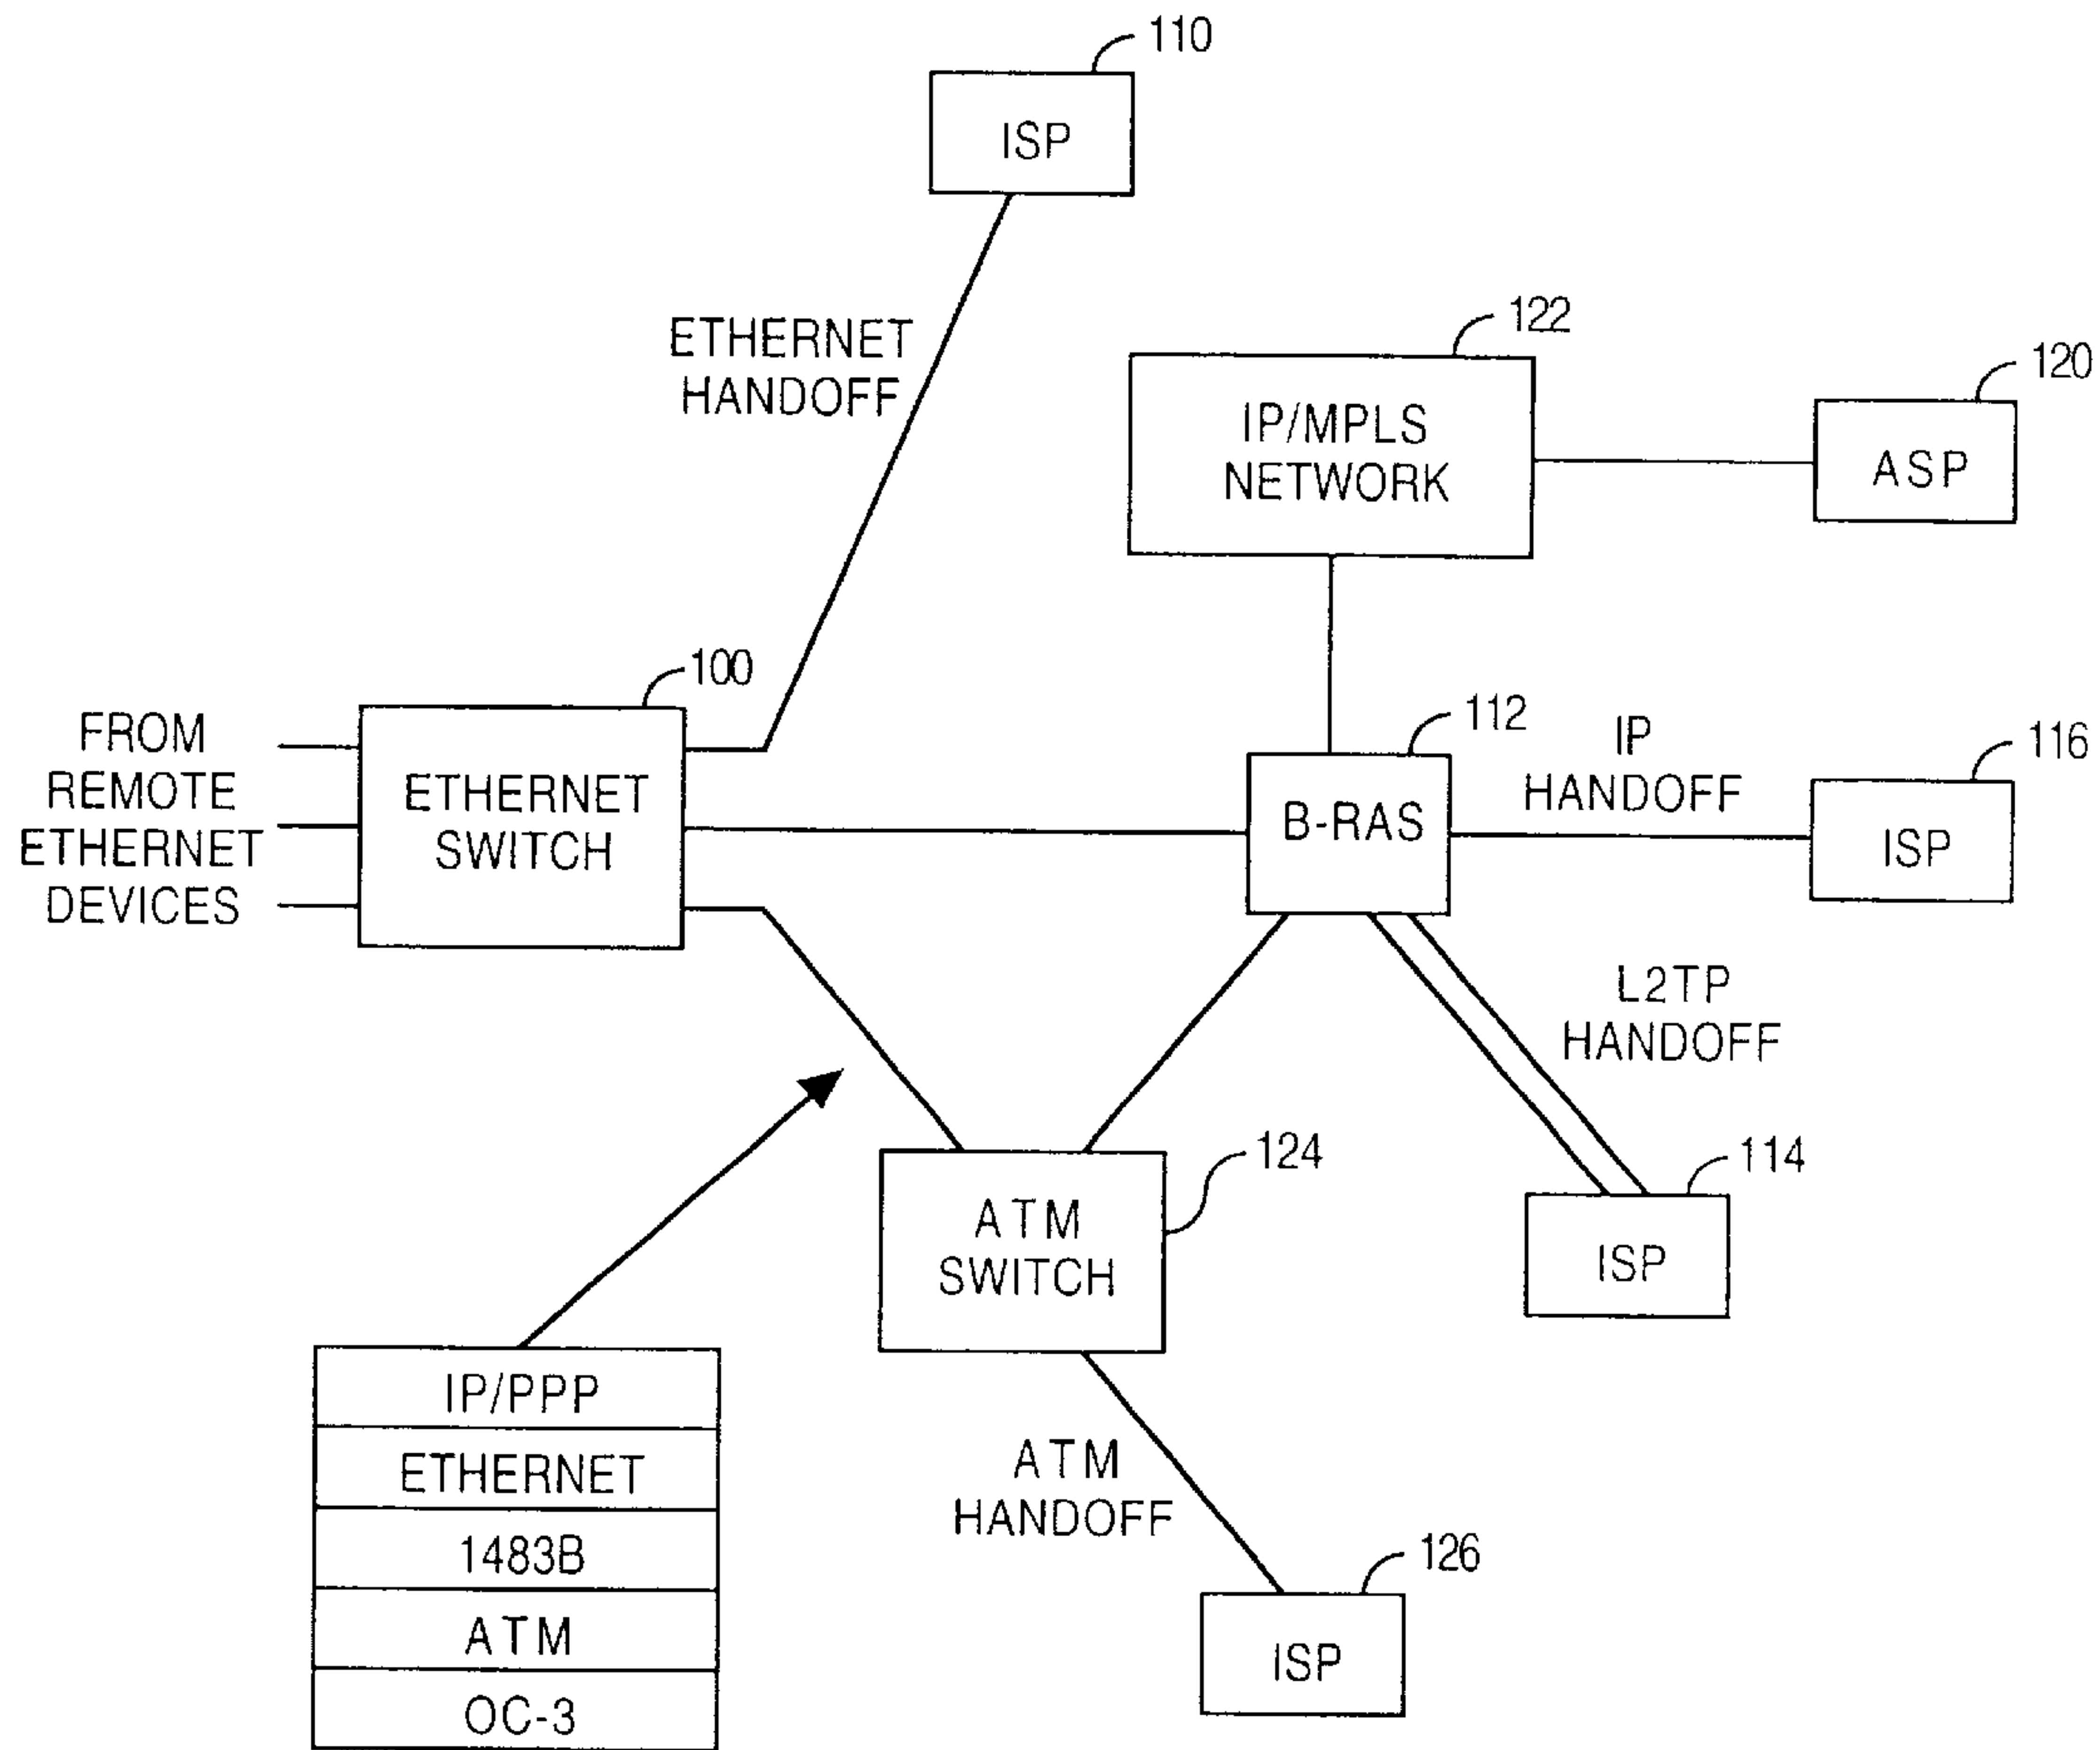 110
ISP
ETHERNET
HANDOFF
122
IP/MPLS
NETWORK
120
ASP
100
FROM
REMOTE
ETHERNET
DEVICES
ETHERNET
SWITCH
112
B-RAS
IP
HANDOFF
116
ISP
L2TP
HANDOFF
124
ATM
SWITCH
114
ISP
IP/PPP
ETHERNET
1483B
ATM
OC-3
ATM
HANDOFF
126
ISP